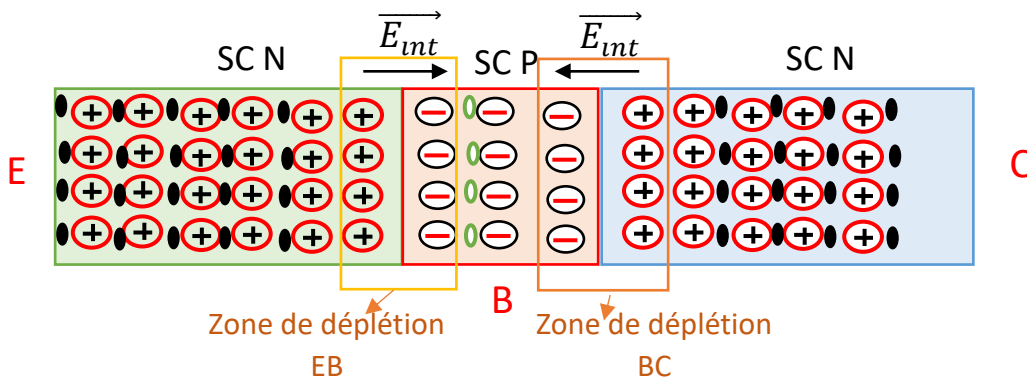 E_int E_int
SC N SC P SC N
E C
B
Zone de déplétion Zone de déplétion
EB BC